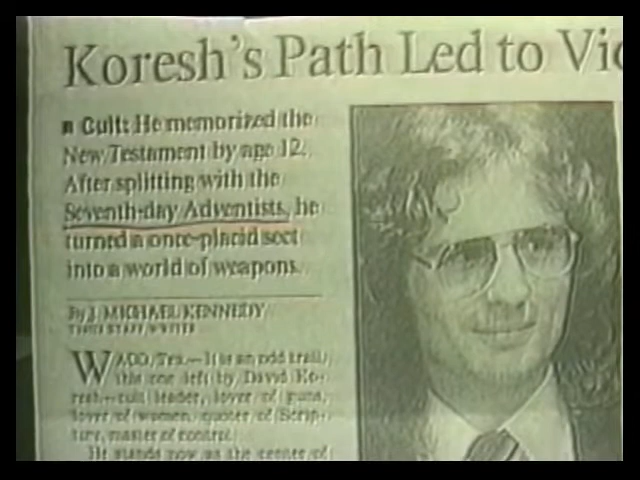 Koresh's Path Led to Vio
■ Cult: He memorized the
New Testament by age 12.
After splitting with the
Seventh-day Adventists, he
turned a once-placid sect
into a world of weapons.
By J. MICHAEL KENNEDY
TIMES STAFF WRITER
WACO, Tex.—It is an odd trail,
this one left by David Ko-
resh—cult leader, lover of guns,
lover of women, quoter of Scrip-
ture, master of control.
He stands now as the center of